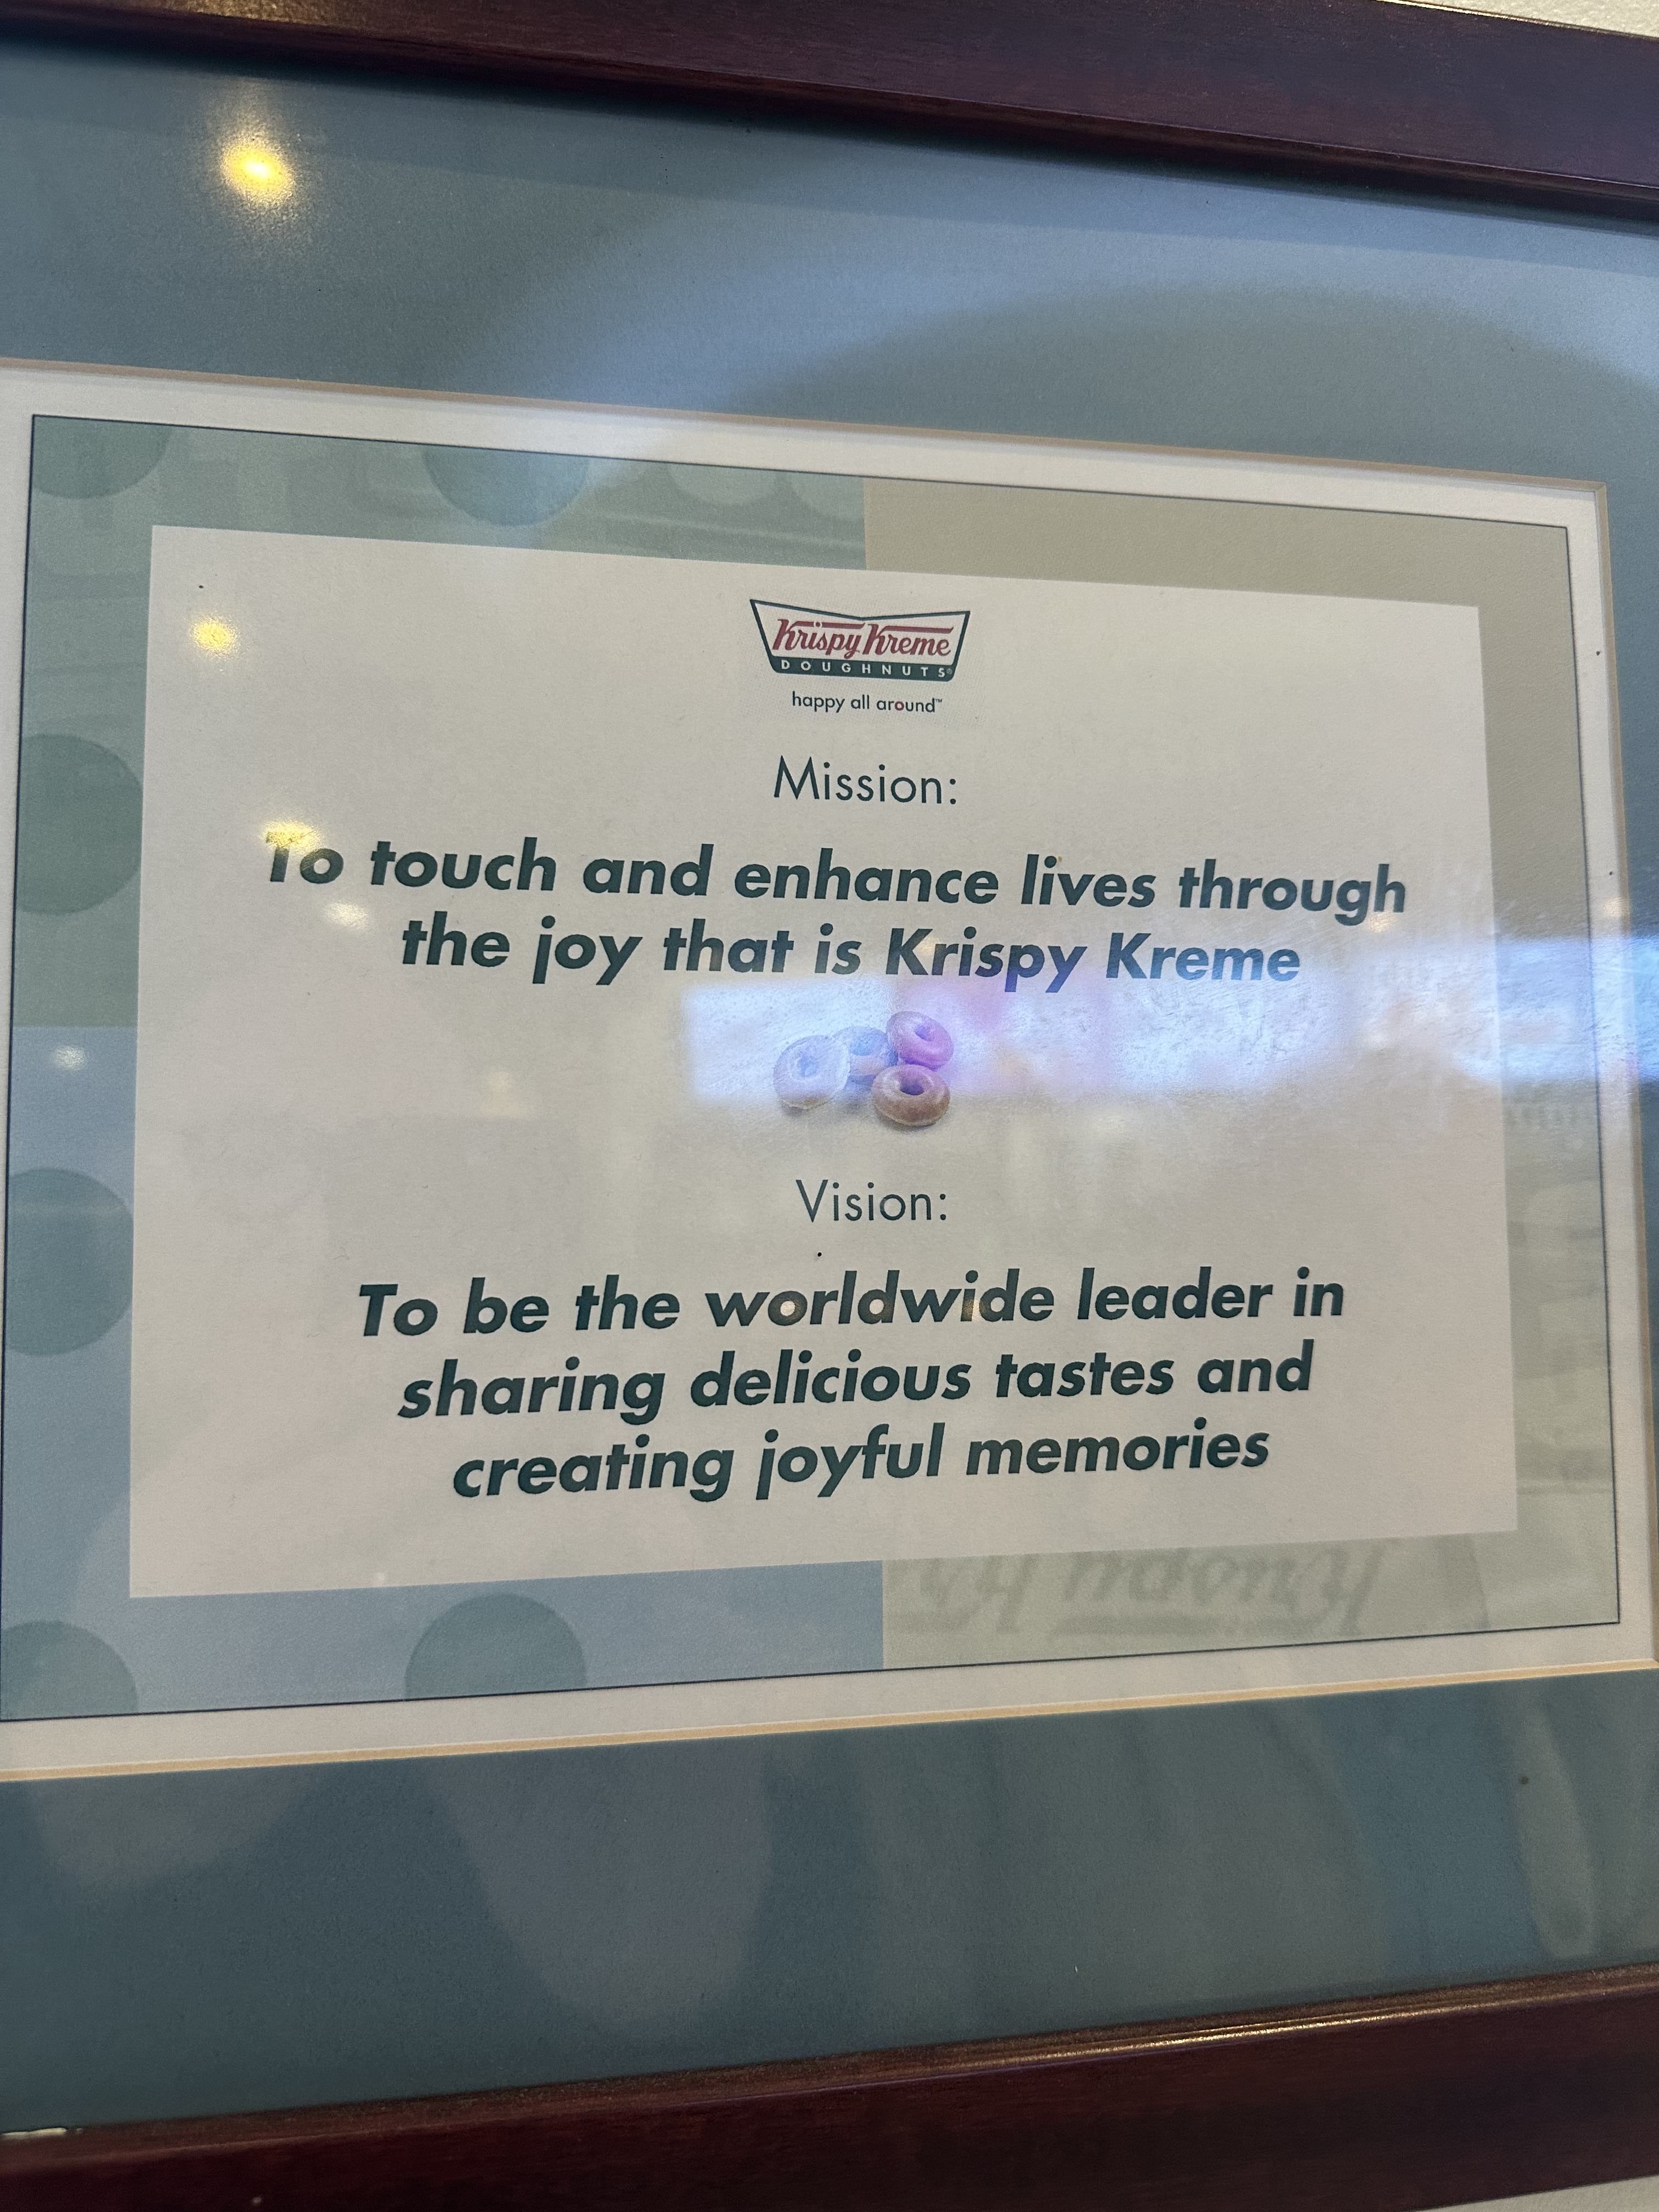 Krispy Kreme
DOUGHNUTS®
happy all around™
Mission:
To touch and enhance lives through
the joy that is Krispy Kreme
Vision:
To be the worldwide leader in
sharing delicious tastes and
creating joyful memories
Krispy